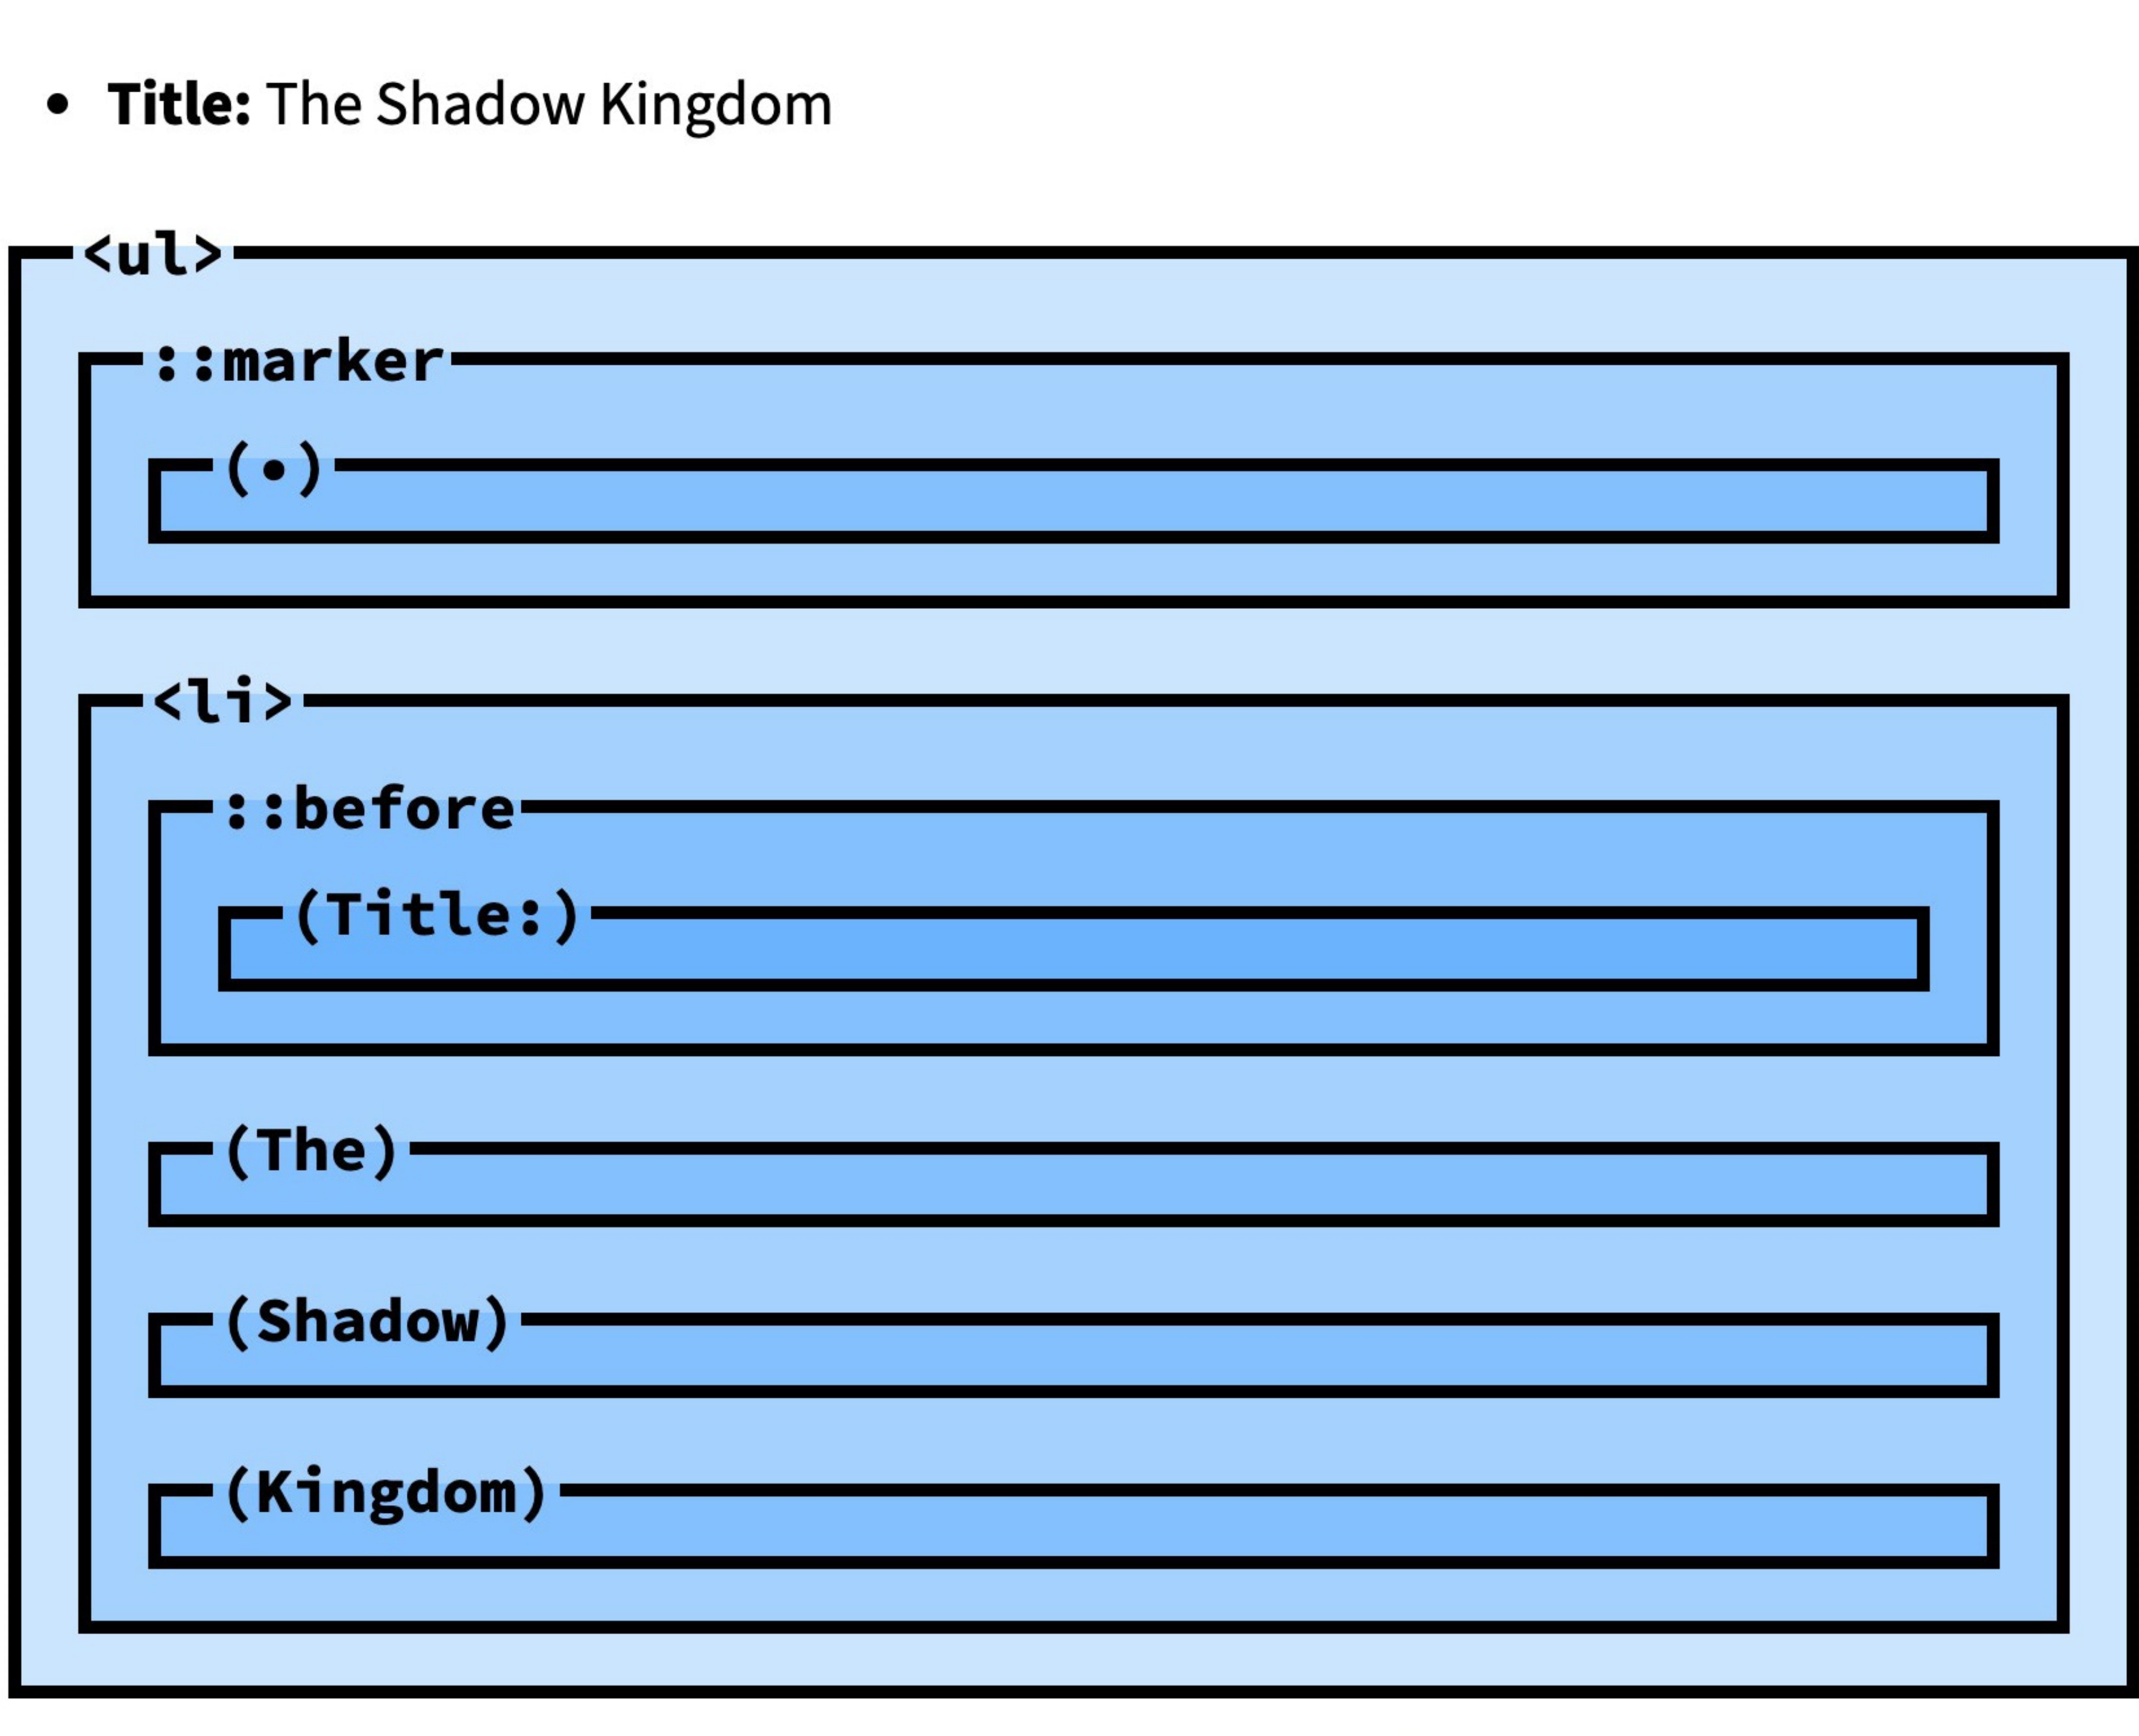 • Title: The Shadow Kingdom
<ul>
::marker
(•)
<li>
::before
(Title:)
(The)
(Shadow)
(Kingdom)